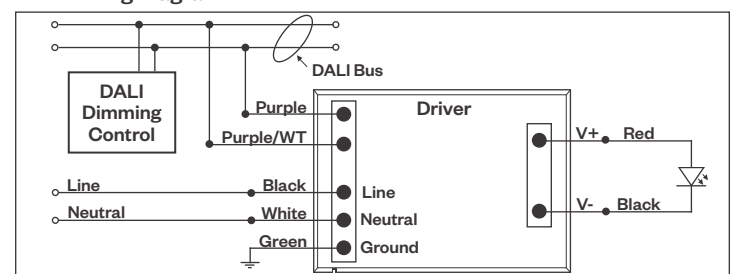 DALI Bus
DALI
Dimming
Control
Driver
Purple
Purple/WT
V+ Red
Line
Black
Line
Neutral
White
Neutral
V- Black
Green
Ground